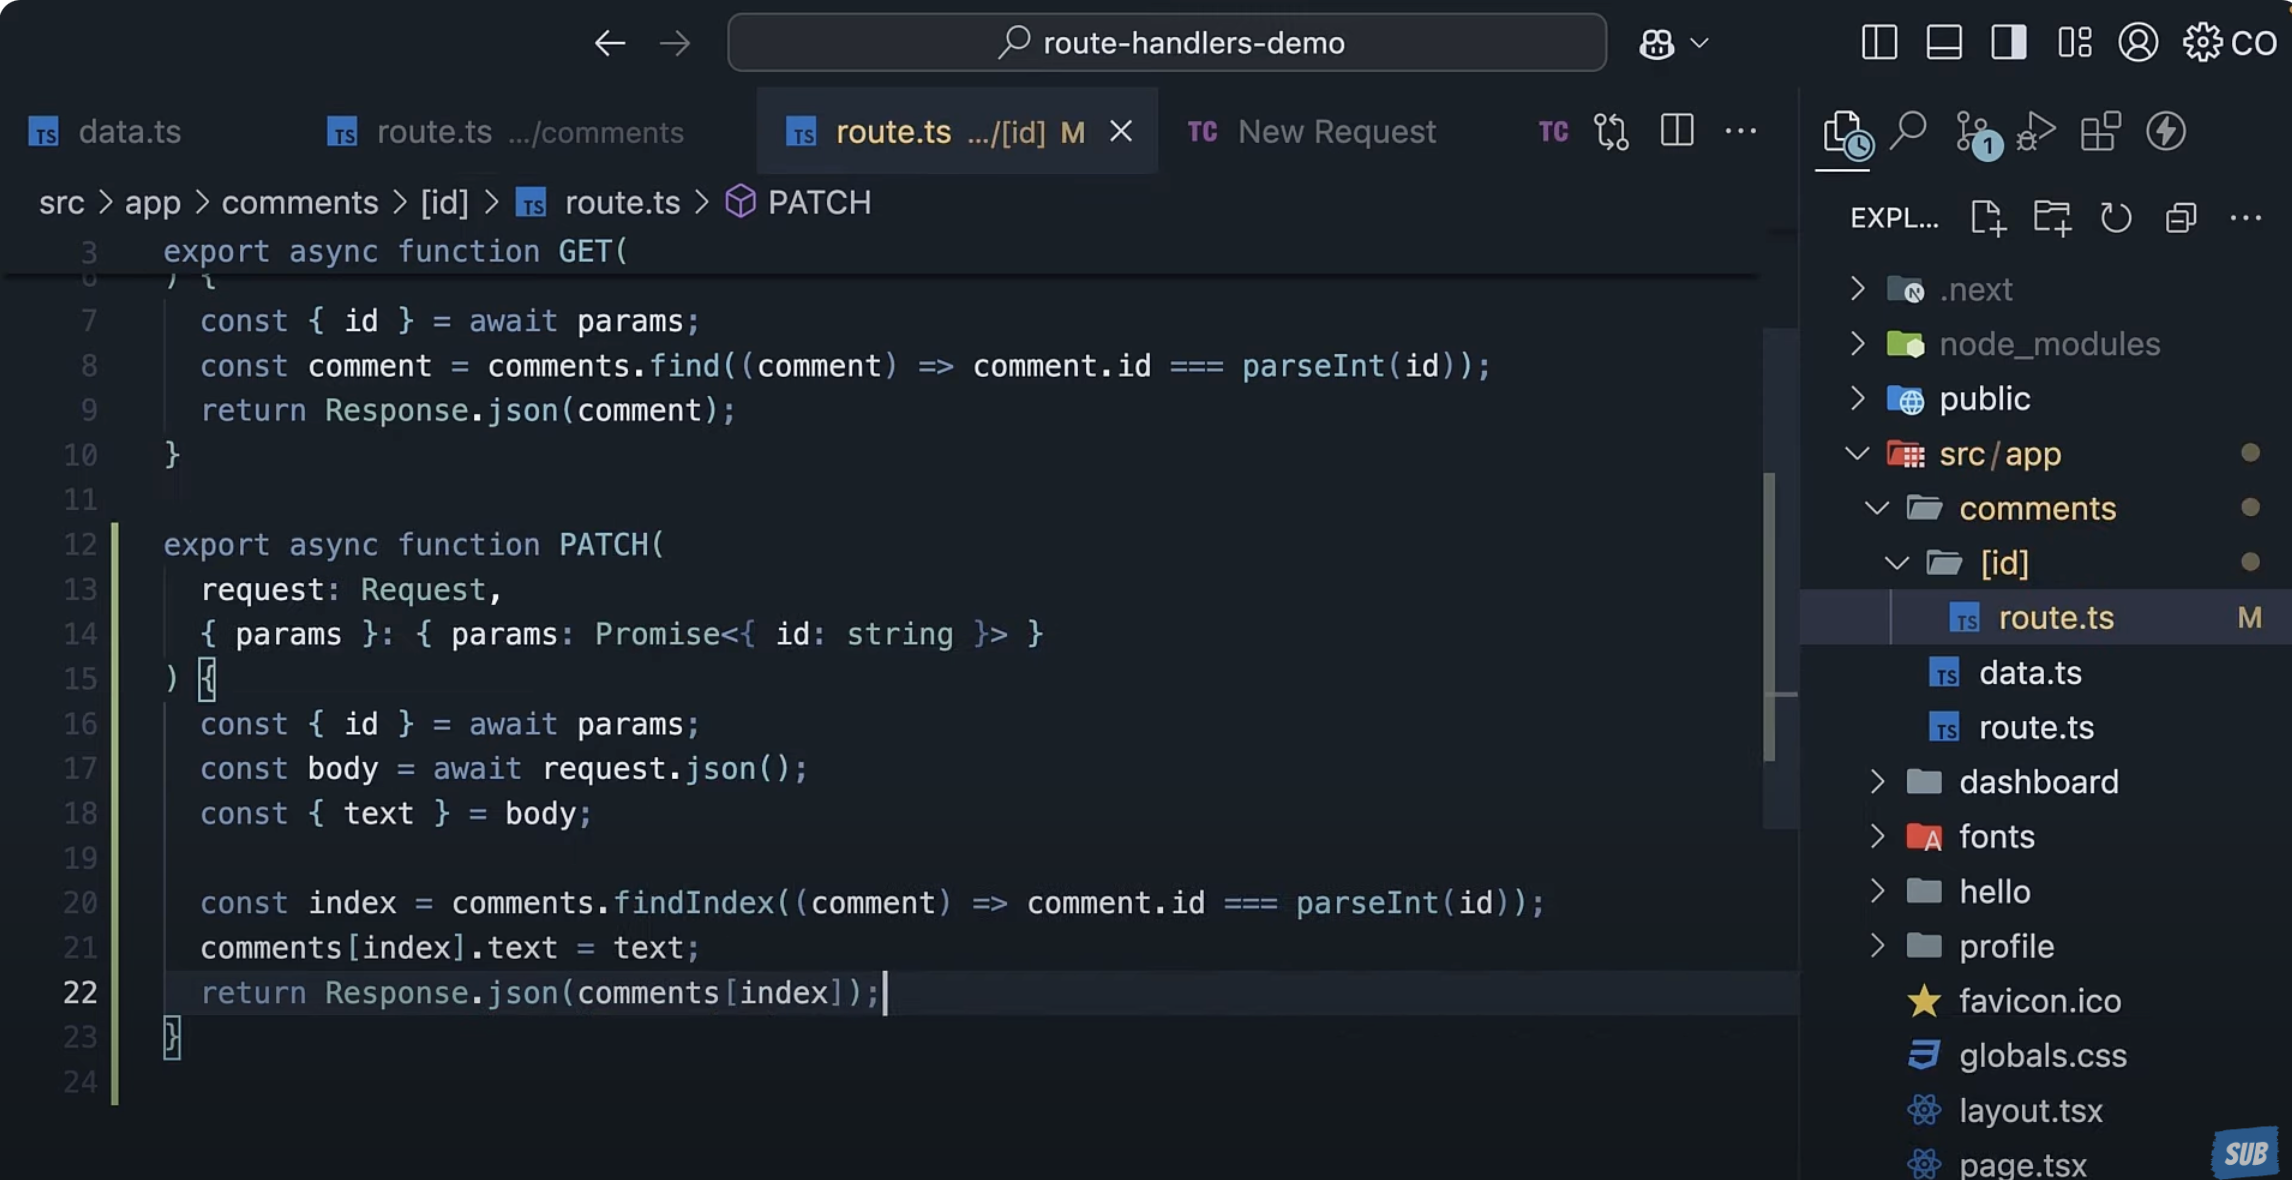 route-handlers-demo
CO
data.ts
route.ts .../comments
route.ts .../[id] M
TC New Request
TC
1
src > app > comments > [id] > TS route.ts > PATCH
EXPL...
3 export async function GET(
6 ) {
7 const { id } = await params;
8 const comment = comments.find((comment) => comment.id === parseInt(id));
9 return Response.json(comment);
10 }
11
12 export async function PATCH(
13 request: Request,
14 { params }: { params: Promise<{ id: string }> }
15 ) {
16 const { id } = await params;
17 const body = await request.json();
18 const { text } = body;
19
20 const index = comments.findIndex((comment) => comment.id === parseInt(id));
21 comments[index].text = text;
22 return Response.json(comments[index]);
23 }
24
.next
node_modules
public
src/app
comments
[id]
TS route.ts M
TS data.ts
TS route.ts
dashboard
fonts
hello
profile
favicon.ico
globals.css
layout.tsx
page.tsx
SUB